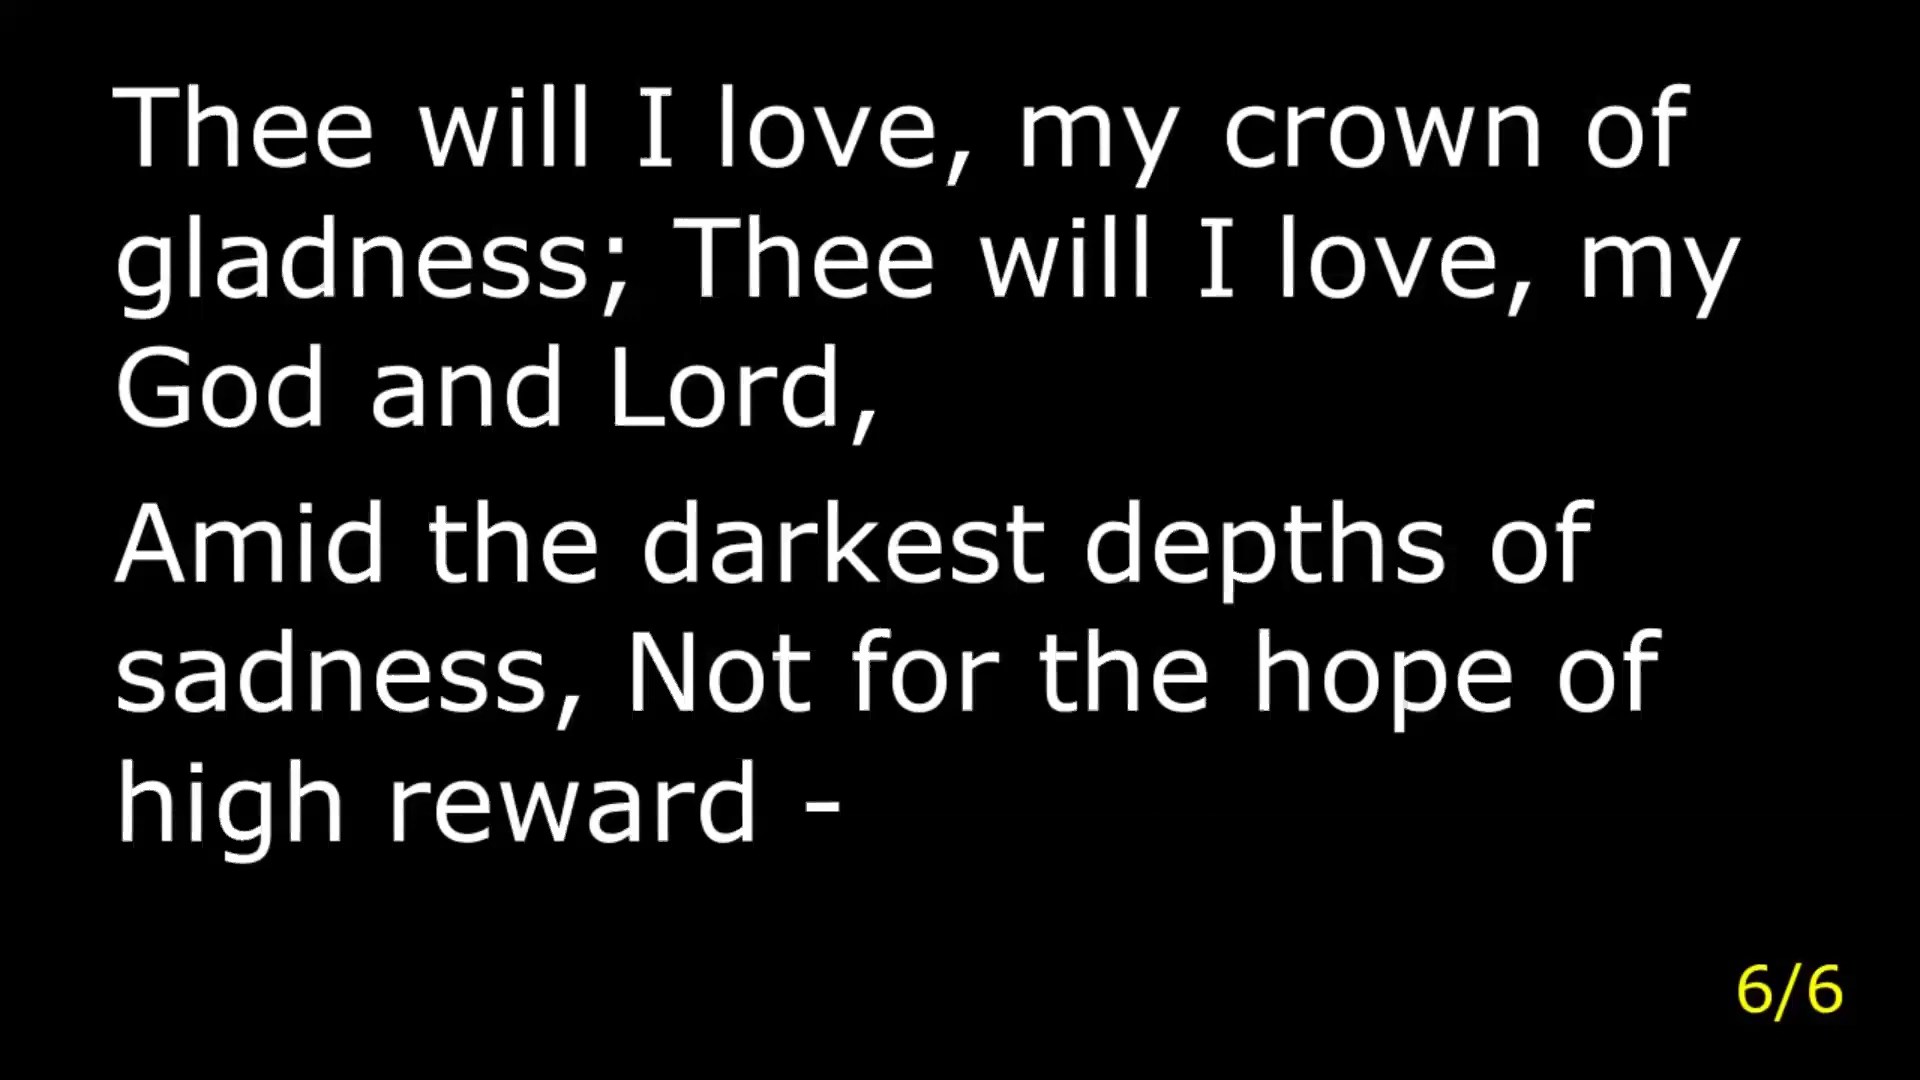 Thee will I love, my crown of
gladness; Thee will I love, my
God and Lord,
Amid the darkest depths of
sadness, Not for the hope of
high reward -
6/6